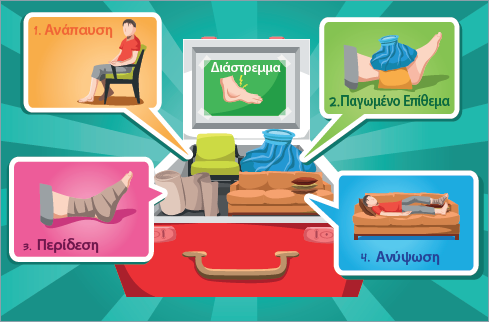 1. Ανάπαυση
Διάστρεμμα
2.Παγωμένο Επίθεμα
3. Περίδεση
4. Ανύψωση